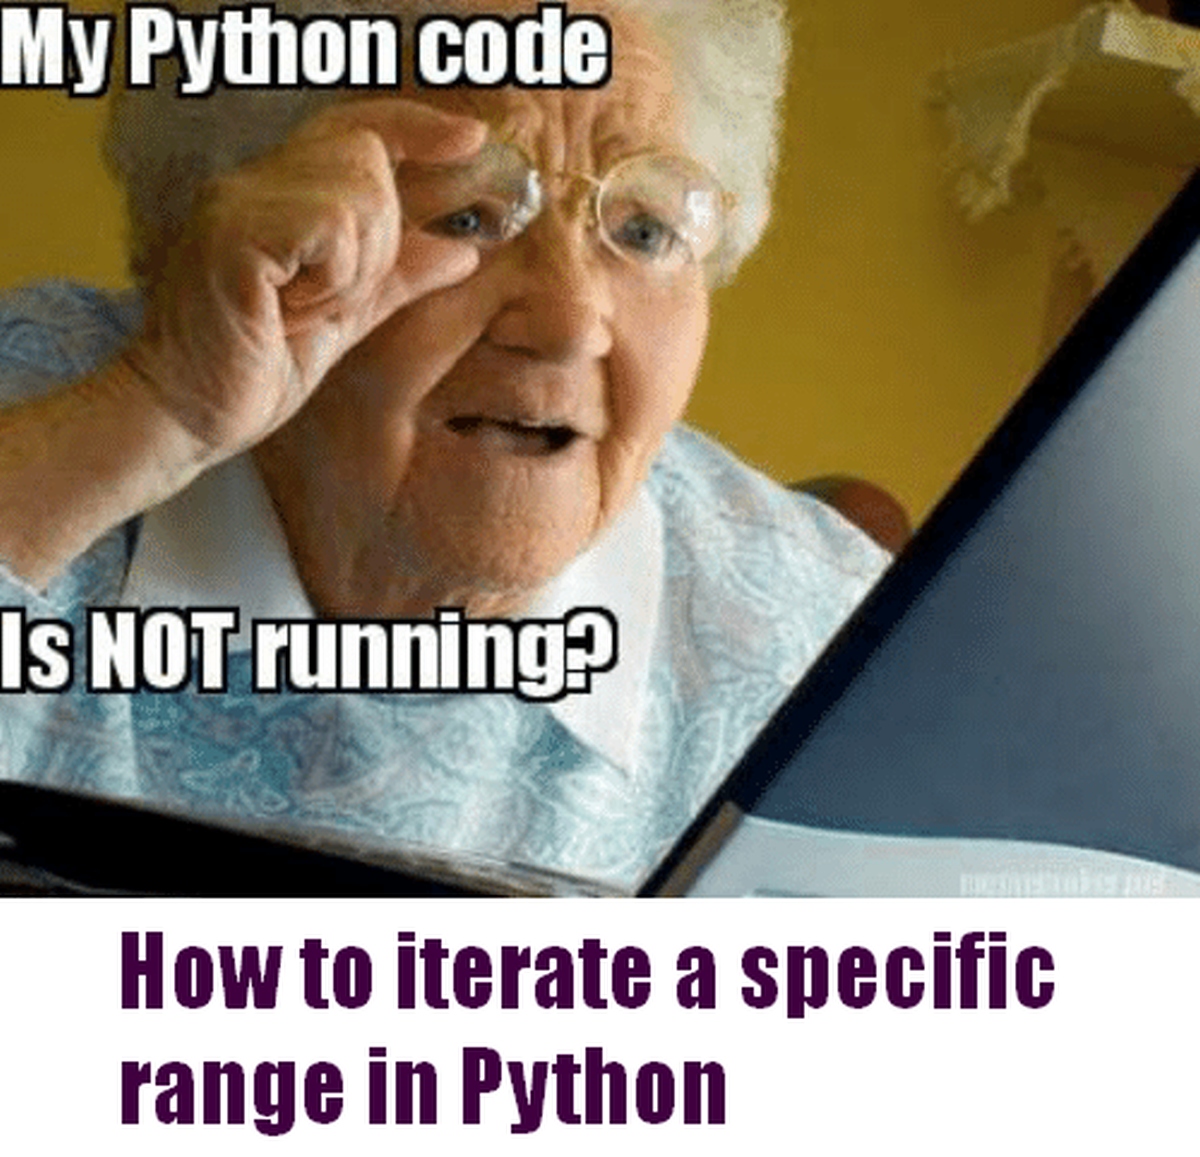 My Python code
Is NOT running?
How to iterate a specific
range in Python